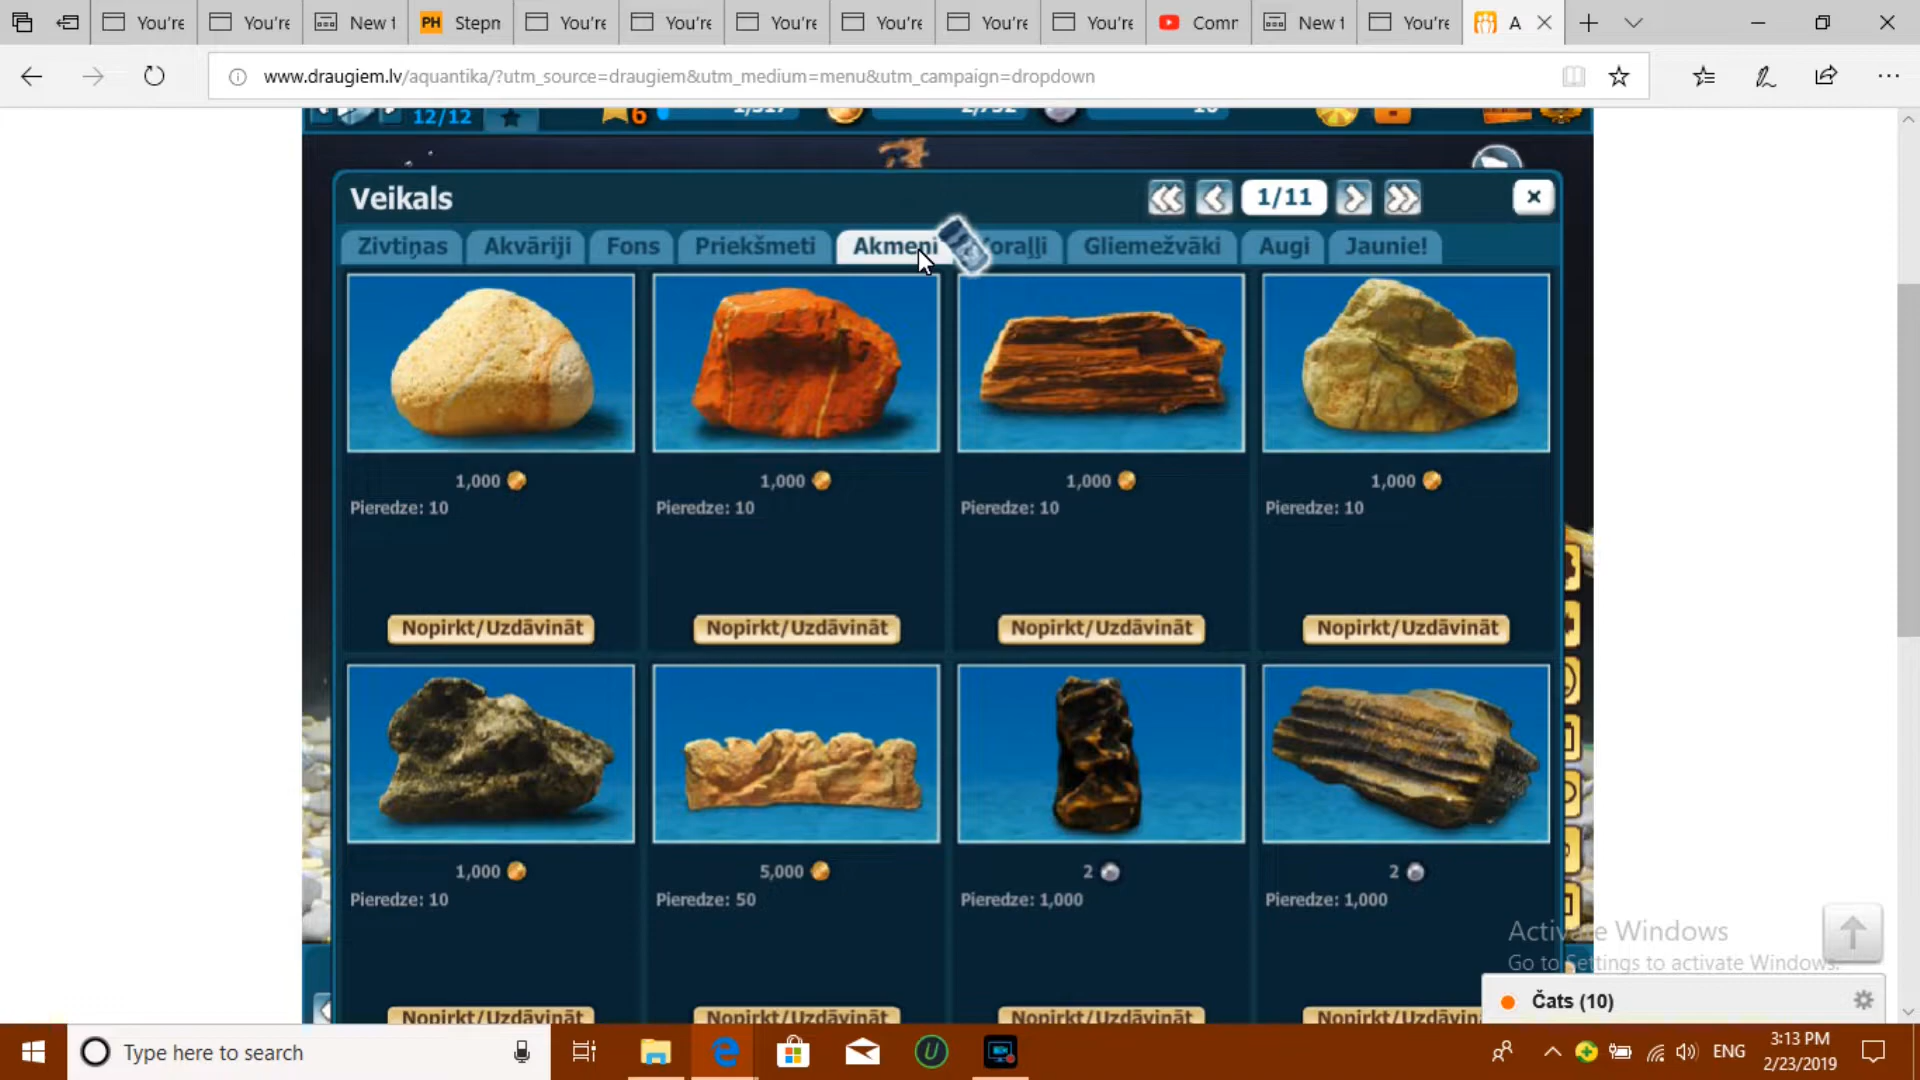 You're You're New t PH Stepn You're You're You're You're You're You're Comr New t You're A
www.draugiem.lv/aquantika/?utm_source=draugiem&utm_medium=menu&utm_campaign=dropdown
12/12 6
Veikals 1/11
Zivtiņas Akvāriji Fons Priekšmeti Akmeņi Gliemežvāki Augi Jaunie!
1,000 1,000 1,000 1,000
Pieredze: 10 Pieredze: 10 Pieredze: 10 Pieredze: 10
Nopirkt/Uzdāvināt Nopirkt/Uzdāvināt Nopirkt/Uzdāvināt Nopirkt/Uzdāvināt
1,000 5,000 2 2
Pieredze: 10 Pieredze: 50 Pieredze: 1,000 Pieredze: 1,000
Nopirkt/Uzdāvināt Nopirkt/Uzdāvināt Nopirkt/Uzdāvināt Nopirkt/Uzdāvin
Activate Windows
Go to Settings to activate Windows.
Čats (10)
Type here to search ENG
3:13 PM
2/23/2019